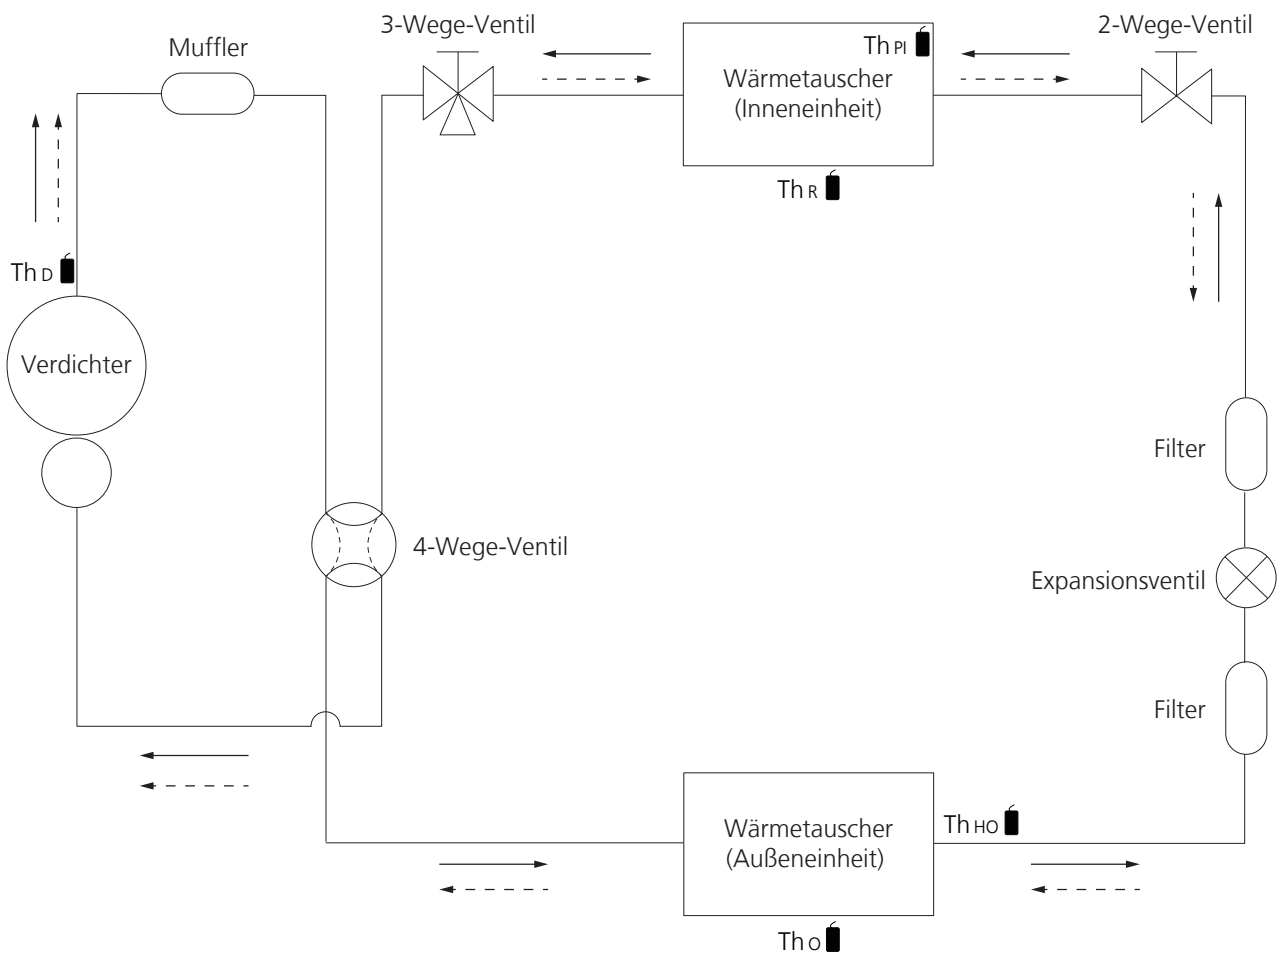 3-Wege-Ventil
2-Wege-Ventil
Muffler
Th PI
Wärmetauscher
(Inneneinheit)
Th R
Th D
Verdichter
Filter
4-Wege-Ventil
Expansionsventil
Filter
Wärmetauscher
(Außeneinheit)
Th HO
Th O